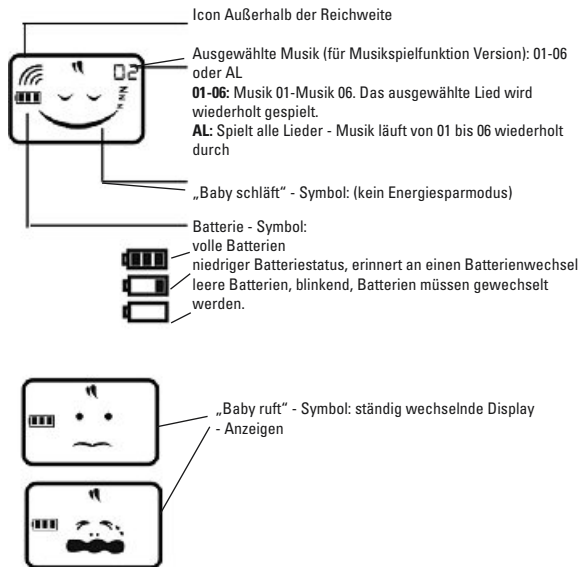 Icon Außerhalb der Reichweite
Ausgewählte Musik (für Musikspielfunktion Version): 01-06
oder AL
01-06: Musik 01-Musik 06. Das ausgewählte Lied wird
wiederholt gespielt.
AL: Spielt alle Lieder - Musik läuft von 01 bis 06 wiederholt
durch
02
NNN
„Baby schläft“ - Symbol: (kein Energiesparmodus)
Batterie - Symbol:
volle Batterien
niedriger Batteriestatus, erinnert an einen Batterienwechsel
leere Batterien, blinkend, Batterien müssen gewechselt
werden.
„Baby ruft“ - Symbol: ständig wechselnde Display
- Anzeigen